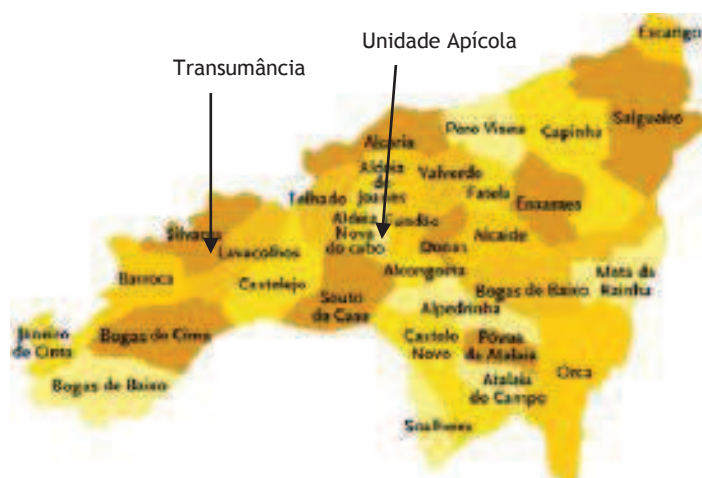 Unidade Apícola
Transumância
Escarigo
Salgueiro
Pero Viseu
Capinha
Alcaria
Aldeia
de
Joanes
Valverde
Fatela
Enxames
Telhado
Aldeia
Nova
do cabo
Fundão
Donas
Alcaide
Silvares
Lavacolhos
Barroca
Castelejo
Alcongosta
Souto
da Casa
Bogas de Baixo
Mata da
Rainha
Alpedrinha
Janeiro
de Cima
Bogas de Cima
Castelo
Novo
Póvoa
de Atalaia
Atalaia
do Campo
Orca
Bogas de Baixo
Soalheira